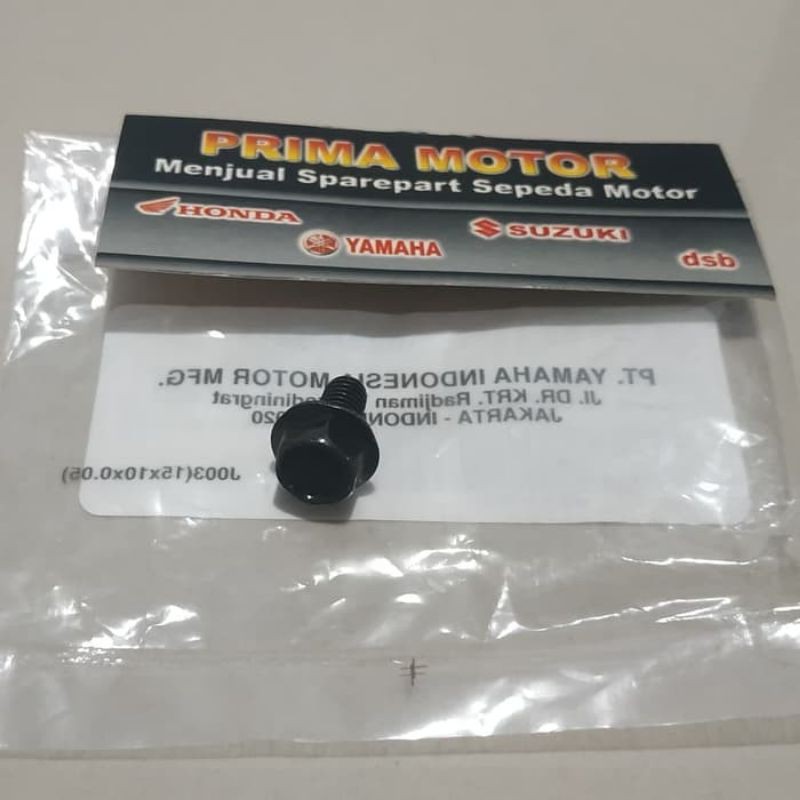 PRIMA MOTOR
Menjual Sparepart Sepeda Motor
HONDA
YAMAHA
SUZUKI
dsb
PT. YAMAHA INDONESIA MOTOR MFG.
Jl. DR. KRT. Radjiman
JAKARTA -
J003(15x10x0.05)